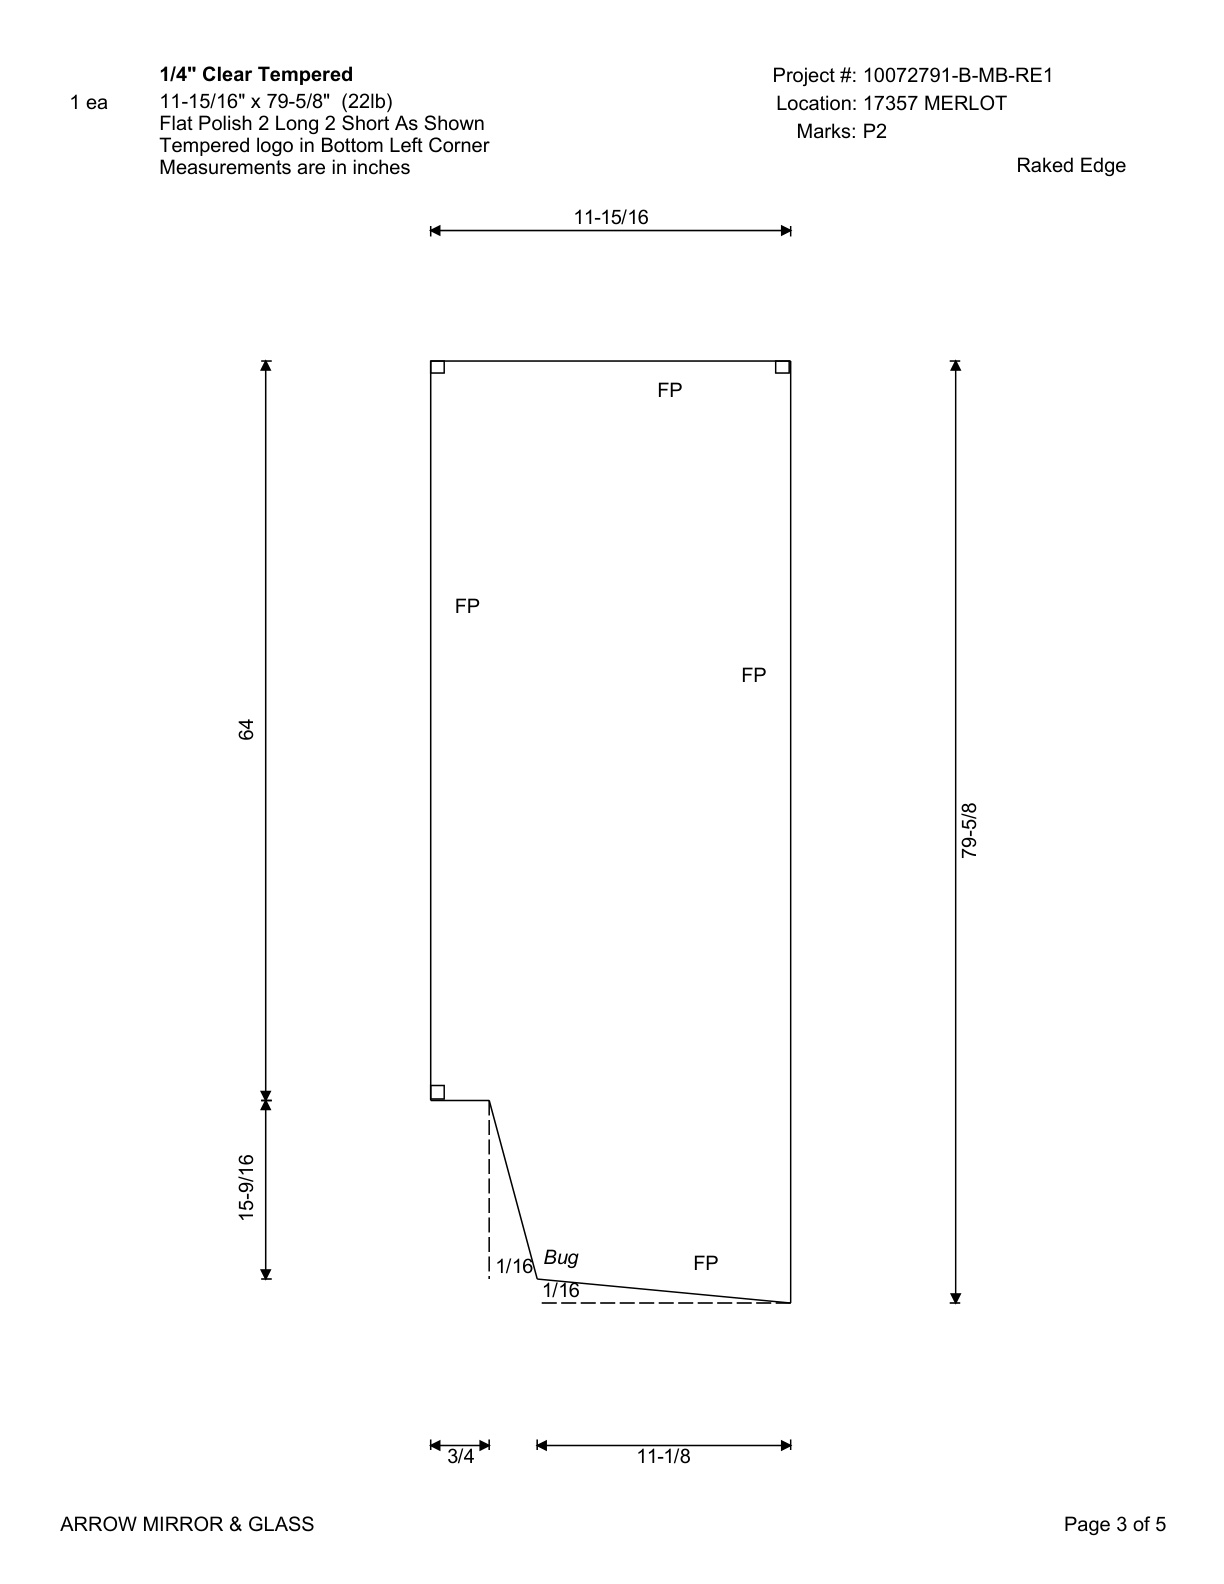 1/4" Clear Tempered
Project #: 10072791-B-MB-RE1
1 ea
11-15/16" x 79-5/8" (22lb)
Location: 17357 MERLOT
Flat Polish 2 Long 2 Short As Shown
Marks: P2
Tempered logo in Bottom Left Corner
Measurements are in inches
Raked Edge
11-15/16
FP
FP
FP
64
79-5/8
15-9/16
Bug
FP
1/16
1/16
3/4
11-1/8
ARROW MIRROR & GLASS
Page 3 of 5